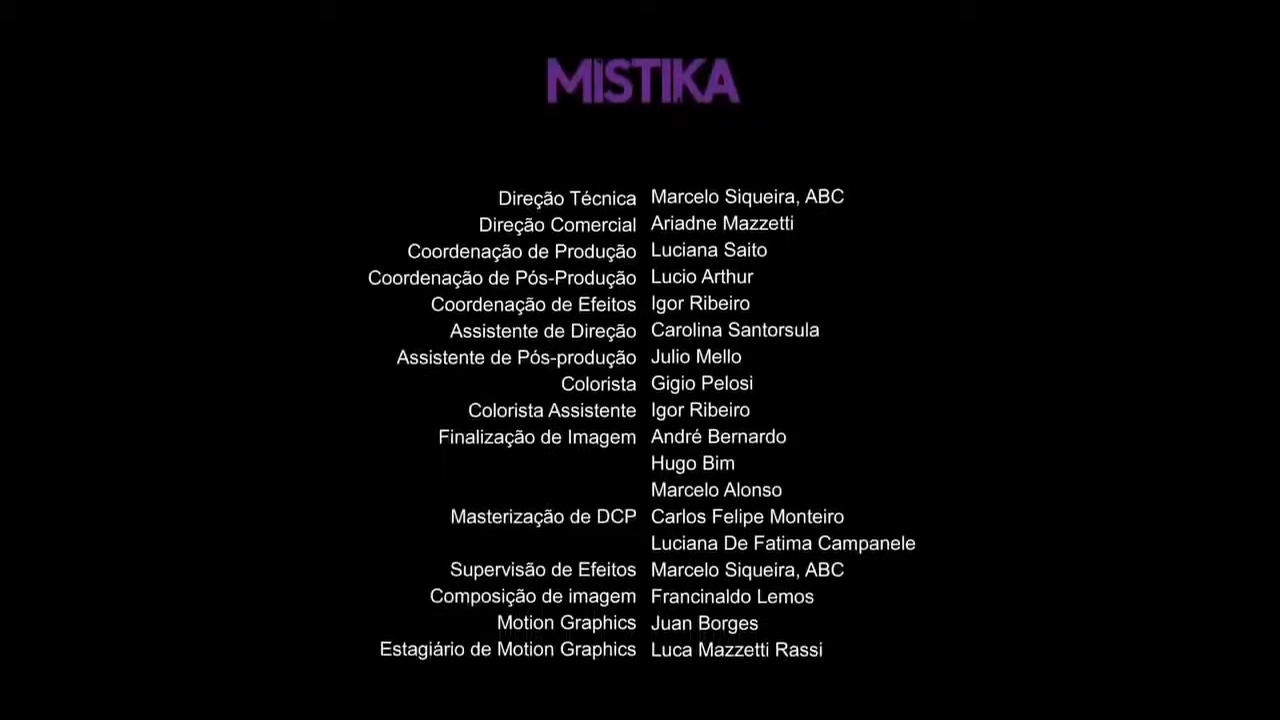 MISTIKA
Direção Técnica Marcelo Siqueira, ABC
Direção Comercial Ariadne Mazzetti
Coordenação de Produção Luciana Saito
Coordenação de Pós-Produção Lucio Arthur
Coordenação de Efeitos Igor Ribeiro
Assistente de Direção Carolina Santorsula
Assistente de Pós-produção Julio Mello
Colorista Gigio Pelosi
Colorista Assistente Igor Ribeiro
Finalização de Imagem André Bernardo
Hugo Bim
Marcelo Alonso
Masterização de DCP Carlos Felipe Monteiro
Luciana De Fatima Campanele
Supervisão de Efeitos Marcelo Siqueira, ABC
Composição de imagem Francinaldo Lemos
Motion Graphics Juan Borges
Estagiário de Motion Graphics Luca Mazzetti Rassi